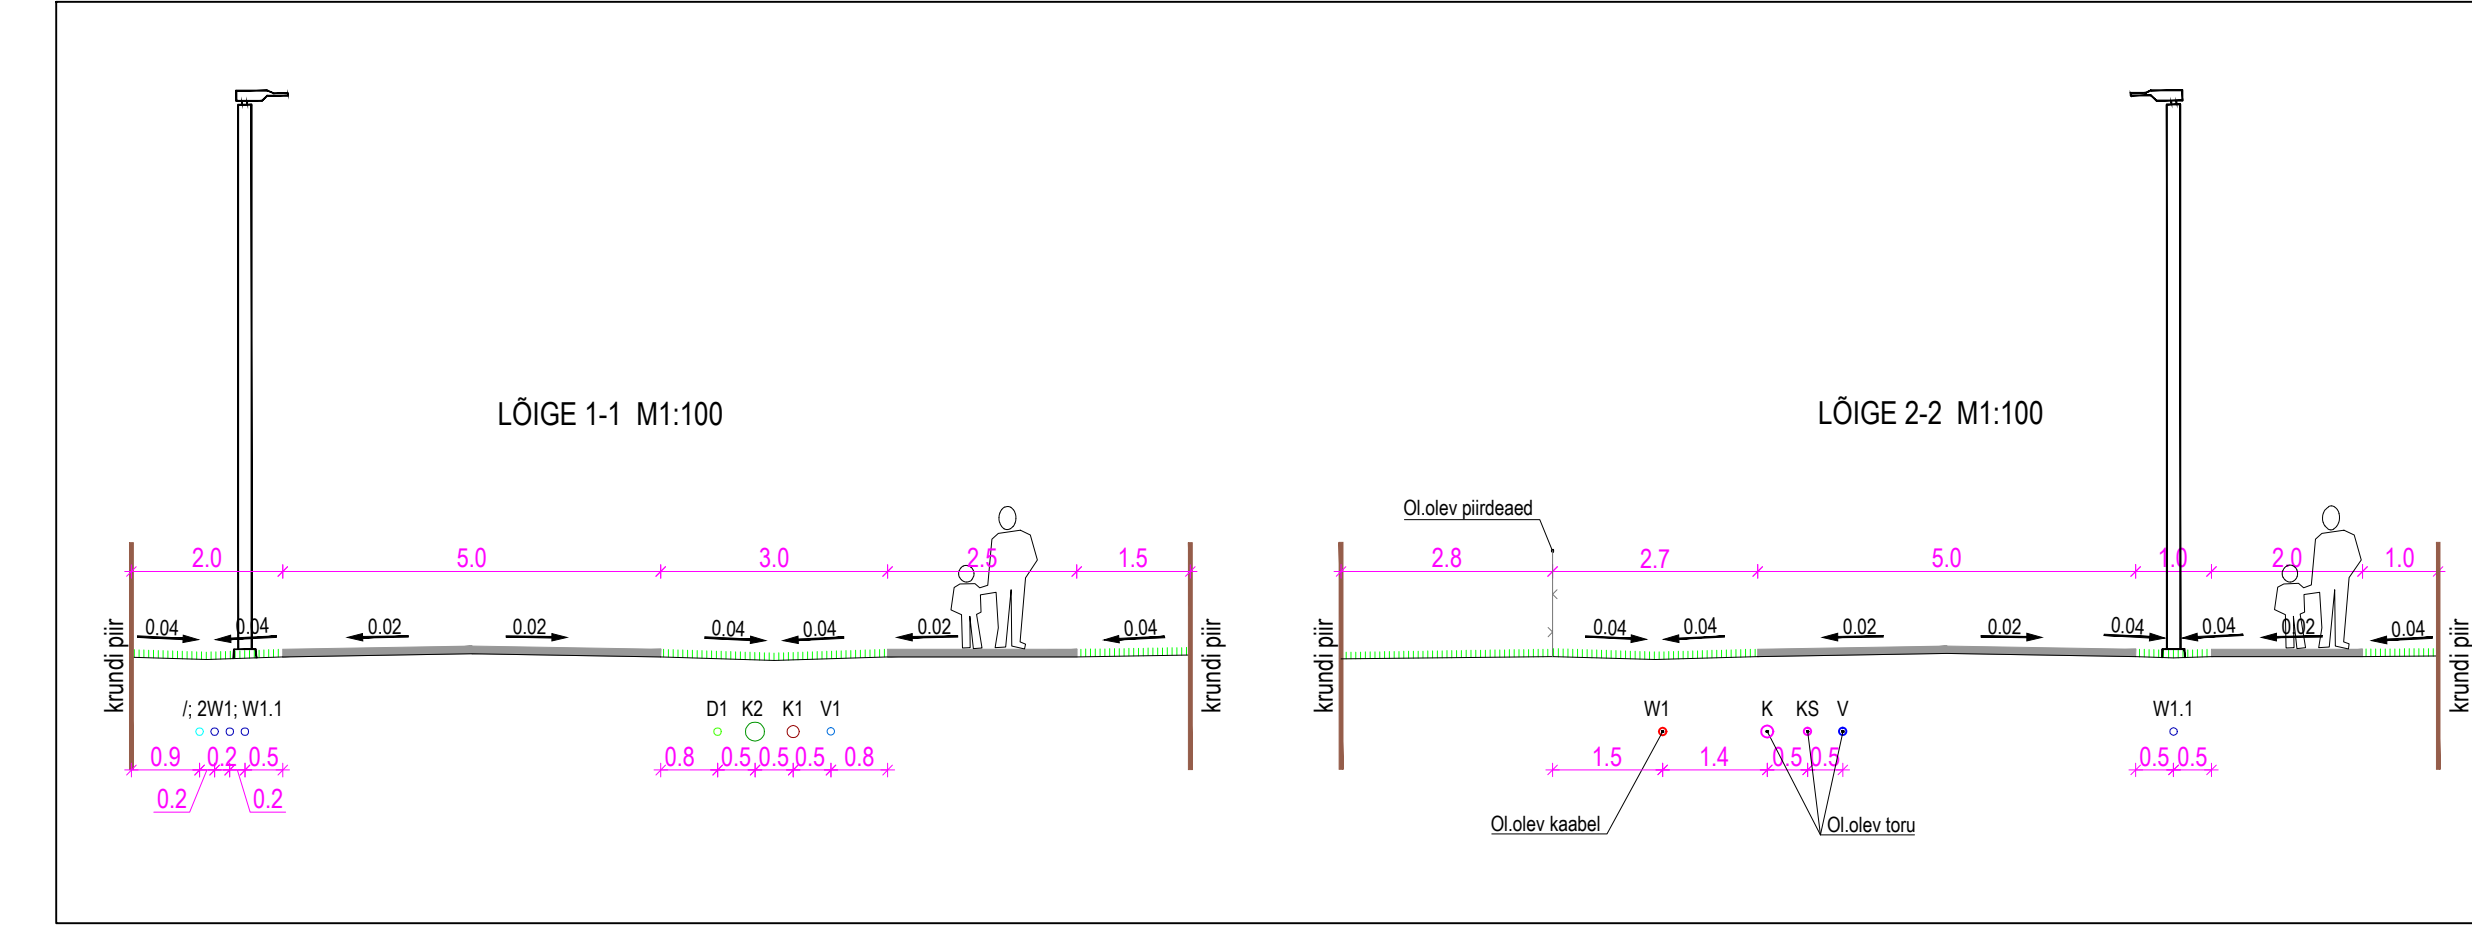 LÕIGE 1-1 M1:100
2.0 5.0 3.0 2.5 1.5
0.04 0.04 0.02 0.02 0.04 0.04 0.02 0.04
krundi piir
krundi piir
/; 2W1; W1.1
D1 K2 K1 V1
0.9 0.2 0.5 0.8 0.5 0.5 0.5 0.8
0.2 0.2
LÕIGE 2-2 M1:100
Ol.olev piirdeaed
2.8 2.7 5.0 1.0 2.0 1.0
0.04 0.04 0.02 0.02 0.04 0.04 0.02 0.04
krundi piir
krundi piir
W1 K KS V W1.1
1.5 1.4 0.5 0.5 0.5 0.5
Ol.olev kaabel
Ol.olev toru